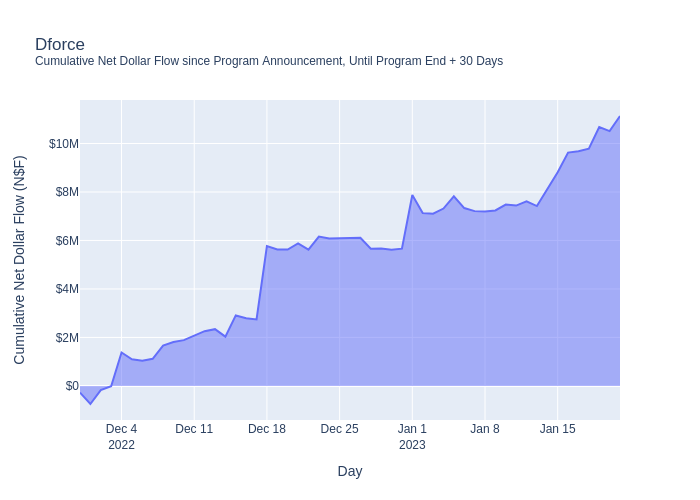 Dforce
Cumulative Net Dollar Flow since Program Announcement, Until Program End + 30 Days
Cumulative Net Dollar Flow (N$F)
$10M
$8M
$6M
$4M
$2M
$0
Dec 4
2022
Dec 11
Dec 18
Dec 25
Jan 1
2023
Jan 8
Jan 15
Day